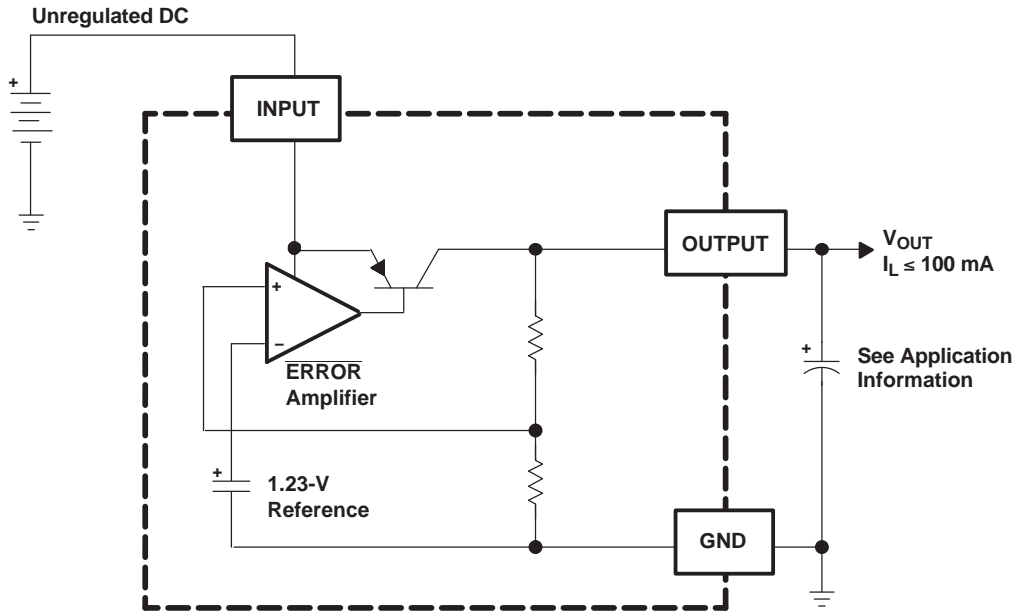 Unregulated DC
+
INPUT
OUTPUT
VOUT
IL ≤ 100 mA
+
−
ERROR
Amplifier
+
See Application
Information
+
1.23-V
Reference
GND